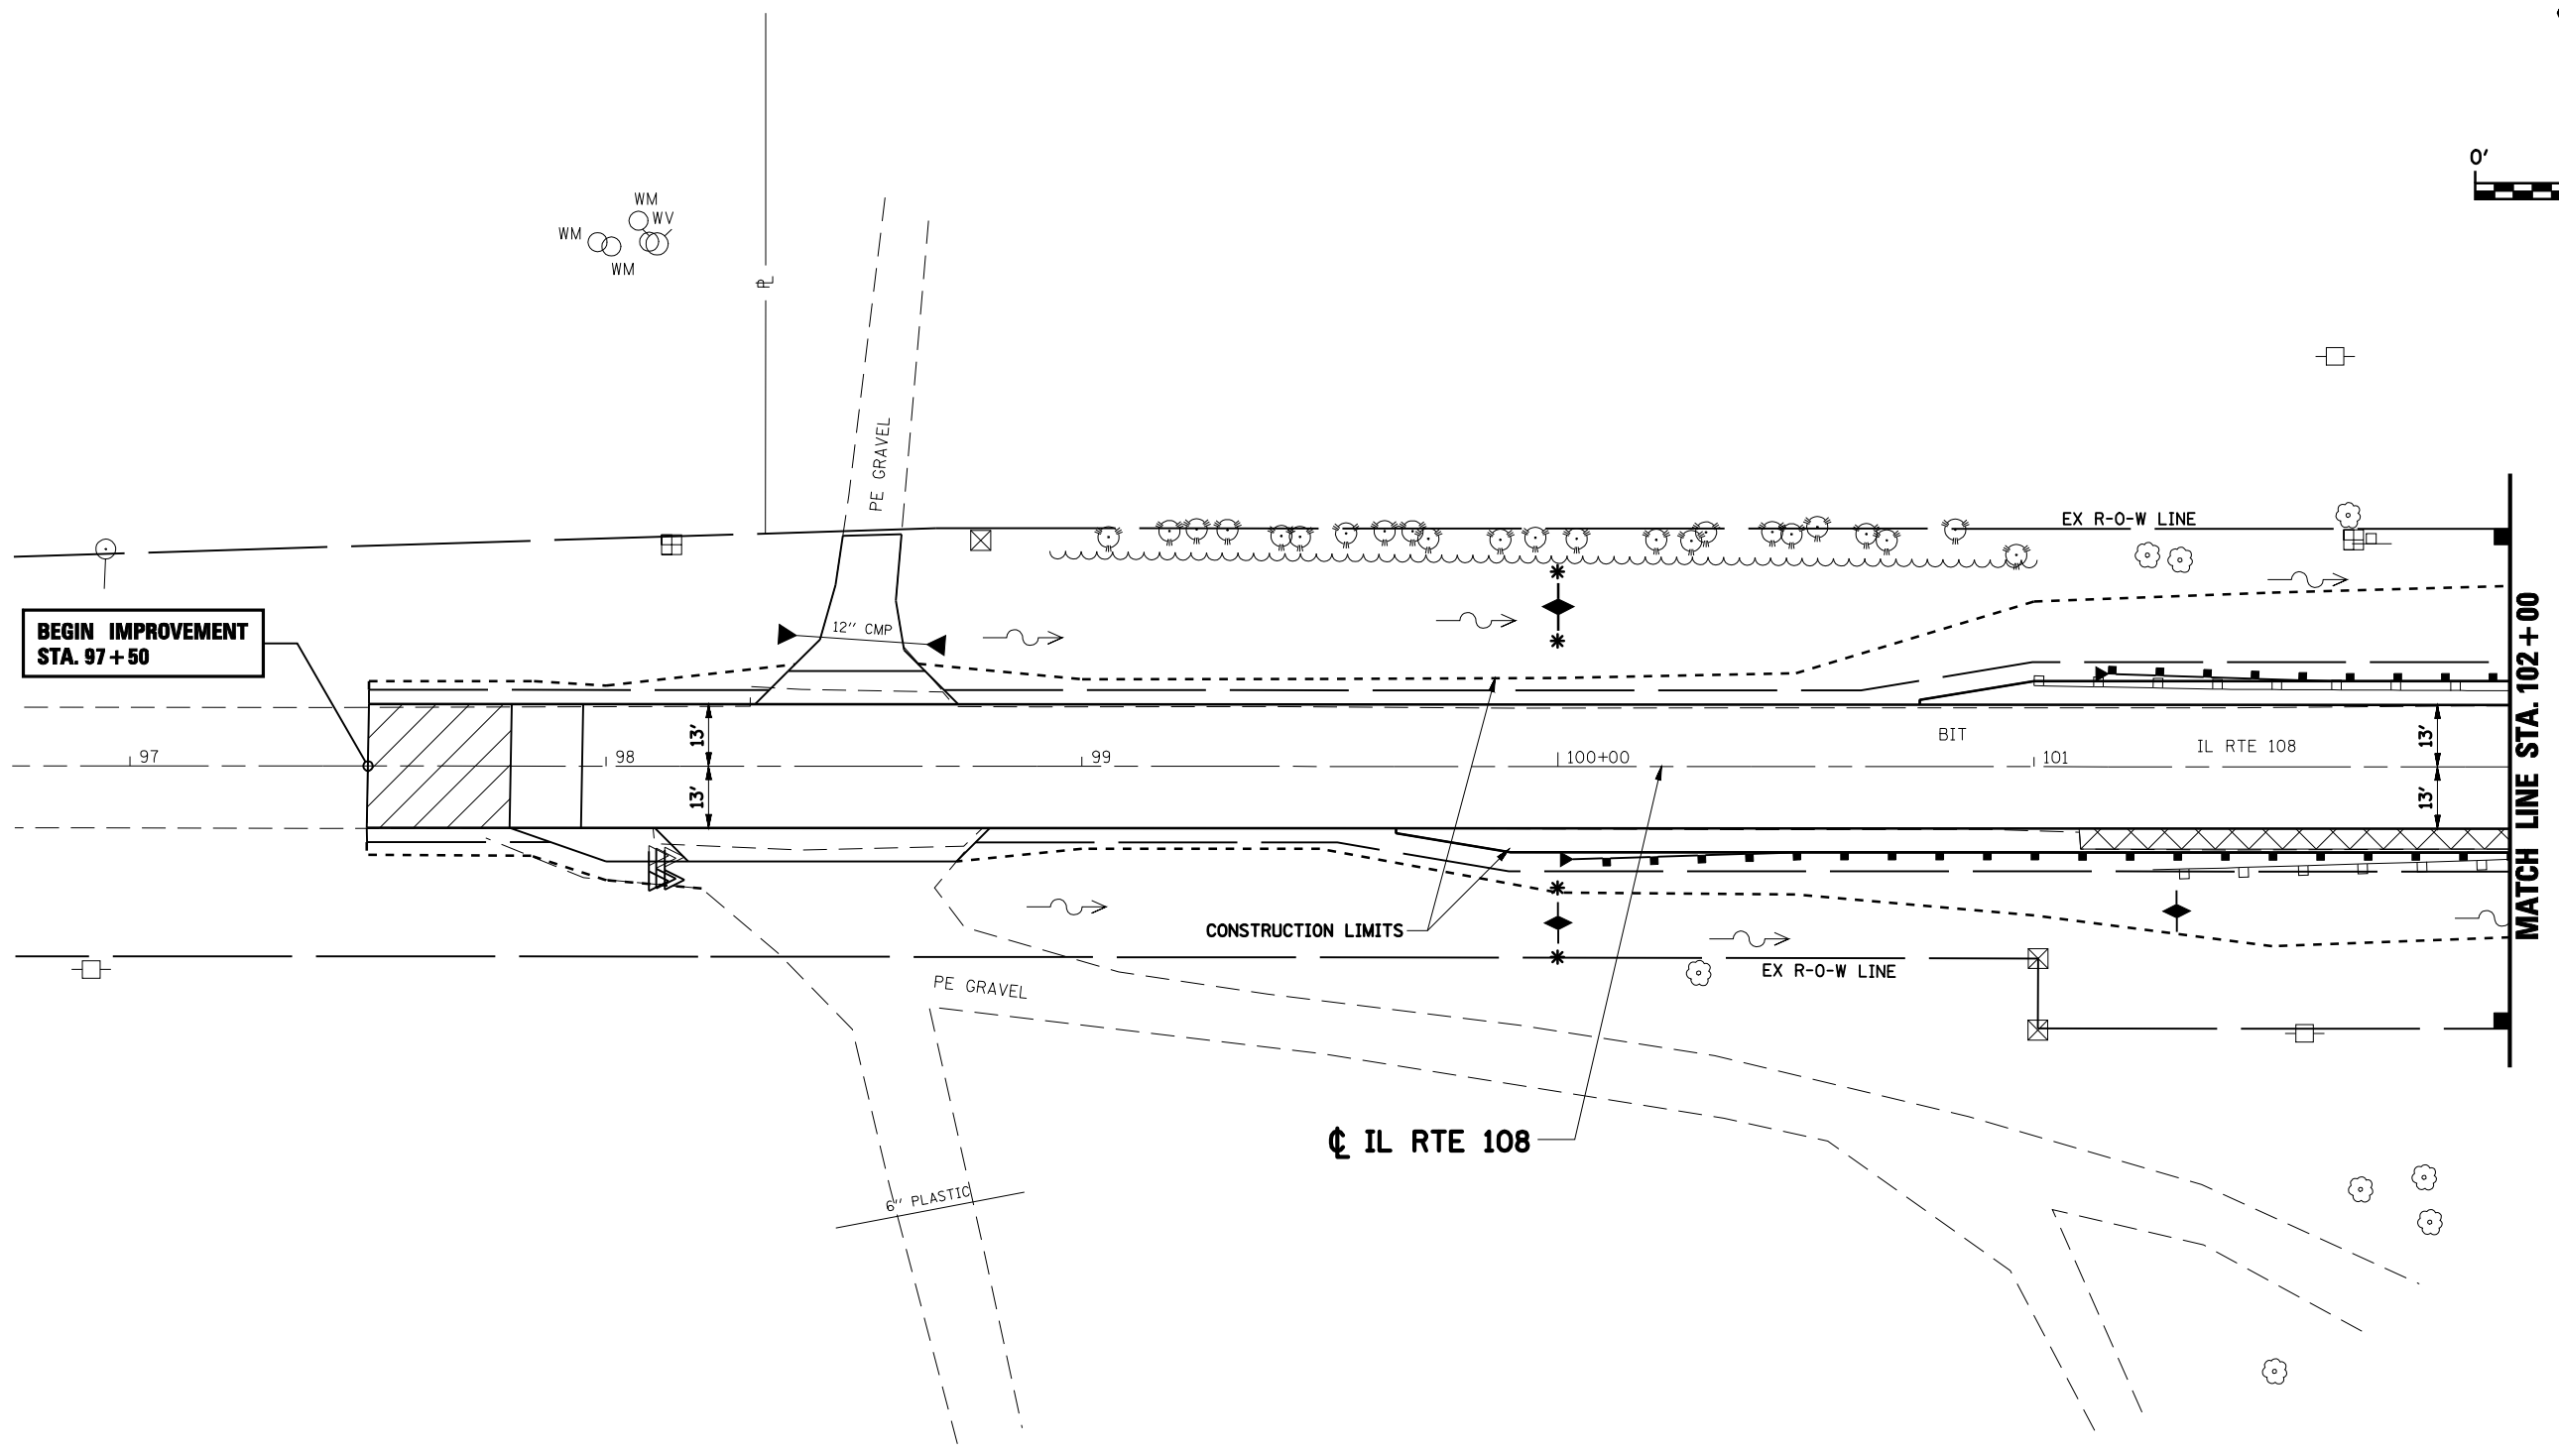 0'
WM
WV
WM
WM
PL
PE GRAVEL
EX R-O-W LINE
BEGIN IMPROVEMENT
STA. 97+50
12" CMP
97
98
99
100+00
101
13'
13'
BIT
IL RTE 108
13'
13'
MATCH LINE STA. 102+00
CONSTRUCTION LIMITS
EX R-O-W LINE
PE GRAVEL
℄ IL RTE 108
6" PLASTIC